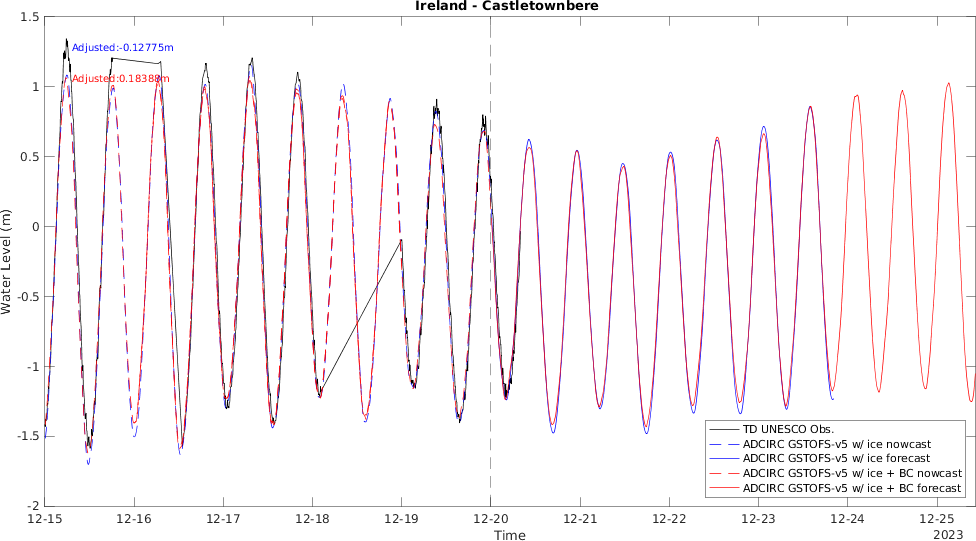 Ireland - Castletownbere
1.5
1
0.5
0
-0.5
-1
-1.5
-2
Water Level (m)
Adjusted:-0.12775m
Adjusted:0.18388m
TD UNESCO Obs.
ADCIRC GSTOFS-v5 w/ ice nowcast
ADCIRC GSTOFS-v5 w/ ice forecast
ADCIRC GSTOFS-v5 w/ ice + BC nowcast
ADCIRC GSTOFS-v5 w/ ice + BC forecast
12-15 12-16 12-17 12-18 12-19 12-20 12-21 12-22 12-23 12-24 12-25
Time
2023